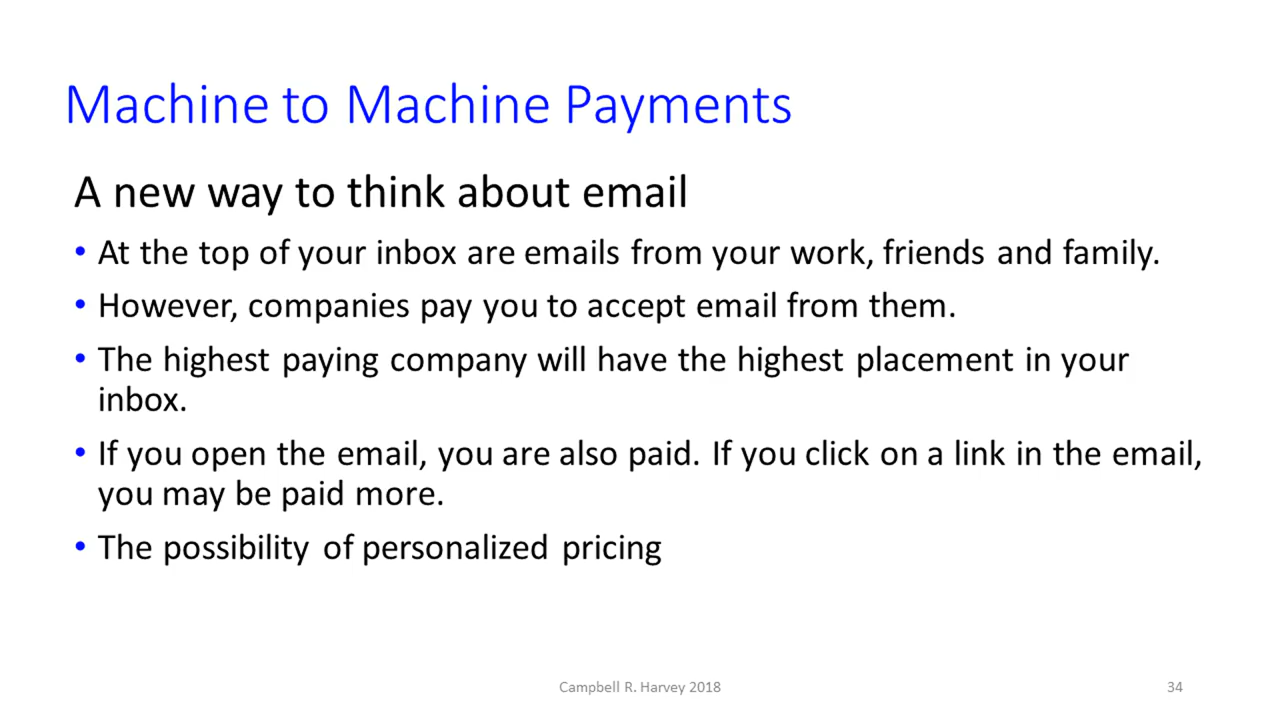 Machine to Machine Payments
A new way to think about email
• At the top of your inbox are emails from your work, friends and family.
• However, companies pay you to accept email from them.
• The highest paying company will have the highest placement in your
inbox.
• If you open the email, you are also paid. If you click on a link in the email,
you may be paid more.
• The possibility of personalized pricing
Campbell R. Harvey 2018
34